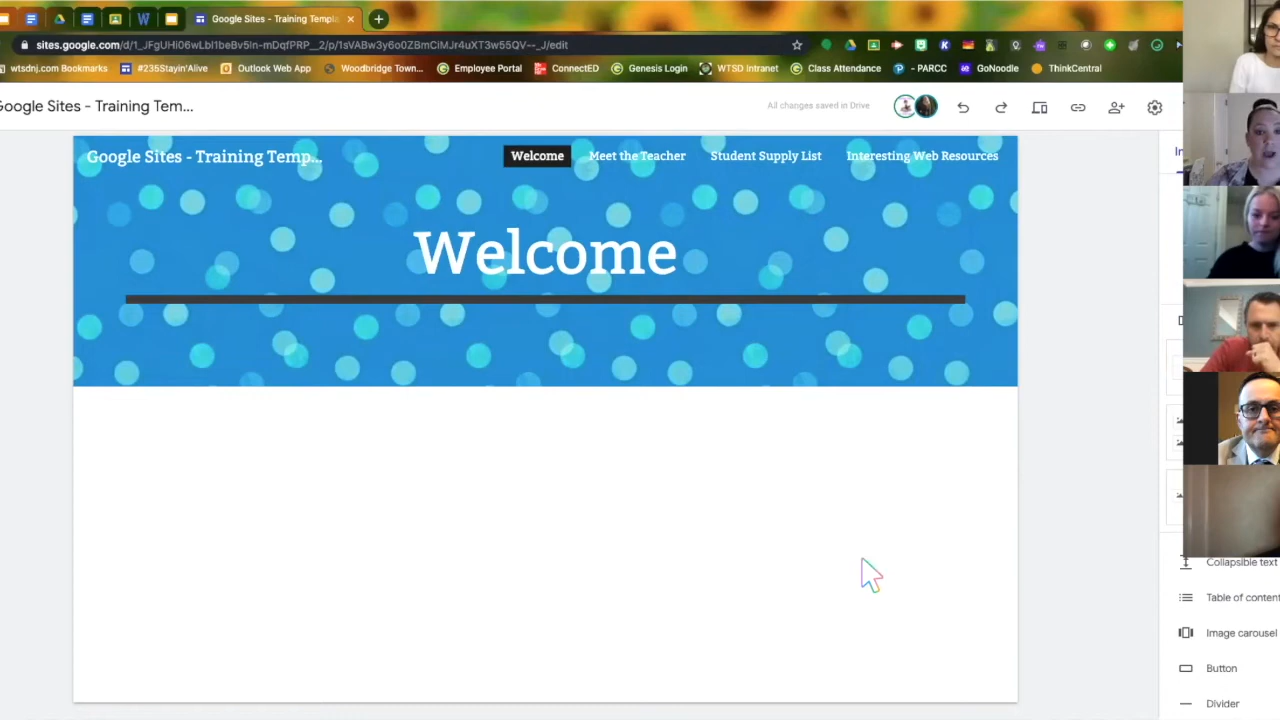 Google Sites - Training Templa
sites.google.com/d/1_JFgUHi06wLbl1beBv5ln-mDqfPRP__2/p/1sVABw3y6o0ZBmCiMJr4uXT3w55QV--_J/edit
wtsdnj.com Bookmarks
#235Stayin'Alive
Outlook Web App
Woodbridge Town...
Employee Portal
ConnectED
Genesis Login
WTSD Intranet
Class Attendance
- PARCC
GoNoodle
ThinkCentral
Google Sites - Training Tem...
All changes saved in Drive
Google Sites - Training Temp...
Welcome
Meet the Teacher
Student Supply List
Interesting Web Resources
Welcome
Collapsible text
Table of content
Image carousel
Button
Divider